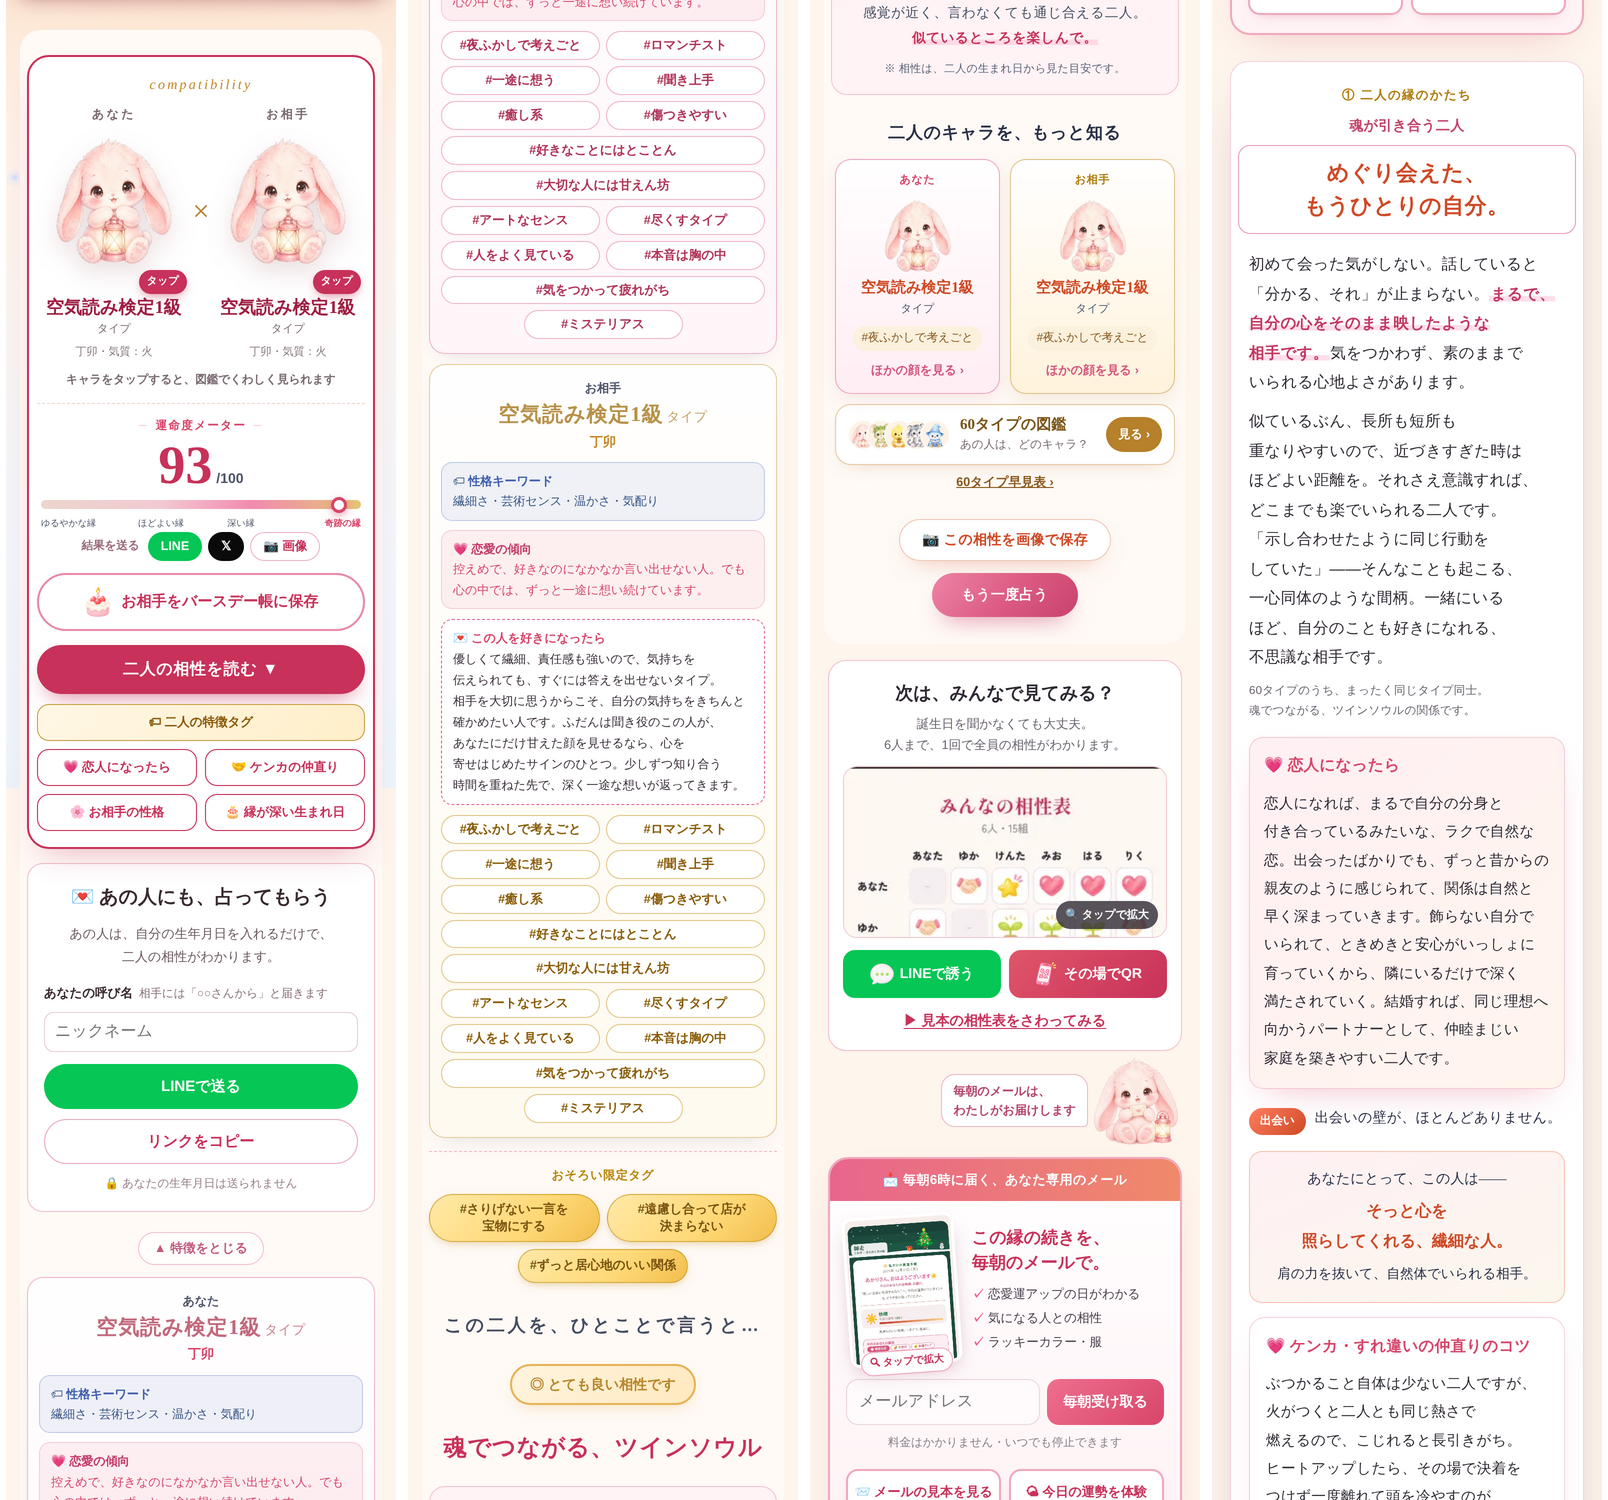 compatibility
あなた
お相手
×
タップ
タップ
空気読み検定1級
空気読み検定1級
タイプ
タイプ
丁卯・気質：火
丁卯・気質：火
キャラをタップすると、図鑑でくわしく見られます
運命度メーター
93 /100
ゆるやかな縁
ほどよい縁
深い縁
奇跡の縁
結果を送る
LINE
𝕏
画像
お相手をバースデー帳に保存
二人の相性を読む ▼
二人の特徴タグ
恋人になったら
ケンカの仲直り
お相手の性格
縁が深い生まれ日
あの人にも、占ってもらう
あの人は、自分の生年月日を入れるだけで、
二人の相性がわかります。
あなたの呼び名 相手には「○○さんから」と届きます
ニックネーム
LINEで送る
リンクをコピー
あなたの生年月日は送られません
▲ 特徴をとじる
あなた
空気読み検定1級 タイプ
丁卯
性格キーワード
繊細さ・芸術センス・温かさ・気配り
恋愛の傾向
控えめで、好きなのになかなか言い出せない人。でも
心の中では、ずっと一途に想い続けています。
心の中では、ずっと一途に想い続けています。
#夜ふかしで考えごと
#ロマンチスト
#一途に想う
#聞き上手
#癒し系
#傷つきやすい
#好きなことにはとことん
#大切な人には甘えん坊
#アートなセンス
#尽くすタイプ
#人をよく見ている
#本音は胸の中
#気をつかって疲れがち
#ミステリアス
お相手
空気読み検定1級 タイプ
丁卯
性格キーワード
繊細さ・芸術センス・温かさ・気配り
恋愛の傾向
控えめで、好きなのになかなか言い出せない人。でも
心の中では、ずっと一途に想い続けています。
この人を好きになったら
優しくて繊細、責任感も強いので、気持ちを
伝えられても、すぐには答えを出せないタイプ。
相手を大切に思うからこそ、自分の気持ちをきちんと
確かめたい人です。ふだんは聞き役のこの人が、
あなたにだけ甘えた顔を見せるなら、心を
寄せはじめたサインのひとつ。少しずつ知り合う
時間を重ねた先で、深く一途な想いが返ってきます。
#夜ふかしで考えごと
#ロマンチスト
#一途に想う
#聞き上手
#癒し系
#傷つきやすい
#好きなことにはとことん
#大切な人には甘えん坊
#アートなセンス
#尽くすタイプ
#人をよく見ている
#本音は胸の中
#気をつかって疲れがち
#ミステリアス
おそろい限定タグ
#さりげない一言を
宝物にする
#遠慮し合って店が
決まらない
#ずっと居心地のいい関係
この二人を、ひとことで言うと…
◎ とても良い相性です
魂でつながる、ツインソウル
感覚が近く、言わなくても通じ合える二人。
似ているところを楽しんで。
※ 相性は、二人の生まれ日から見た目安です。
二人のキャラを、もっと知る
あなた
お相手
空気読み検定1級
空気読み検定1級
タイプ
タイプ
#夜ふかしで考えごと
#夜ふかしで考えごと
ほかの顔を見る ›
ほかの顔を見る ›
60タイプの図鑑
あの人は、どのキャラ？
見る ›
60タイプ早見表 ›
この相性を画像で保存
もう一度占う
次は、みんなで見てみる？
誕生日を聞かなくても大丈夫。
6人まで、1回で全員の相性がわかります。
みんなの相性表
6人・15組
あなた ゆか けんた みお はる りく
あなた
ゆか
タップで拡大
LINEで誘う
その場でQR
▶ 見本の相性表をさわってみる
毎朝のメールは、
わたしがお届けします
毎朝6時に届く、あなた専用のメール
この縁の続きを、
毎朝のメールで。
✓ 恋愛運アップの日がわかる
✓ 気になる人との相性
✓ ラッキーカラー・服
タップで拡大
メールアドレス
毎朝受け取る
料金はかかりません・いつでも停止できます
メールの見本を見る
今日の運勢を体験
① 二人の縁のかたち
魂が引き合う二人
めぐり会えた、
もうひとりの自分。
初めて会った気がしない。話していると
「分かる、それ」が止まらない。まるで、
自分の心をそのまま映したような
相手です。気をつかわず、素のままで
いられる心地よさがあります。
似ているぶん、長所も短所も
重なりやすいので、近づきすぎた時は
ほどよい距離を。それさえ意識すれば、
どこまでも楽でいられる二人です。
「示し合わせたように同じ行動を
していた」――そんなことも起こる、
一心同体のような間柄。一緒にいる
ほど、自分のことも好きになれる、
不思議な相手です。
60タイプのうち、まったく同じタイプ同士。
魂でつながる、ツインソウルの関係です。
恋人になったら
恋人になれば、まるで自分の分身と
付き合っているみたいな、ラクで自然な
恋。出会ったばかりでも、ずっと昔からの
親友のように感じられて、関係は自然と
早く深まっていきます。飾らない自分で
いられて、ときめきと安心がいっしょに
育っていくから、隣にいるだけで深く
満たされていく。結婚すれば、同じ理想へ
向かうパートナーとして、仲睦まじい
家庭を築きやすい二人です。
出会い
出会いの壁が、ほとんどありません。
あなたにとって、この人は――
そっと心を
照らしてくれる、繊細な人。
肩の力を抜いて、自然体でいられる相手。
ケンカ・すれ違いの仲直りのコツ
ぶつかること自体は少ない二人ですが、
火がつくと二人とも同じ熱さで
燃えるので、こじれると長引きがち。
ヒートアップしたら、その場で決着を
つけず一度離れて頭を冷やすのが